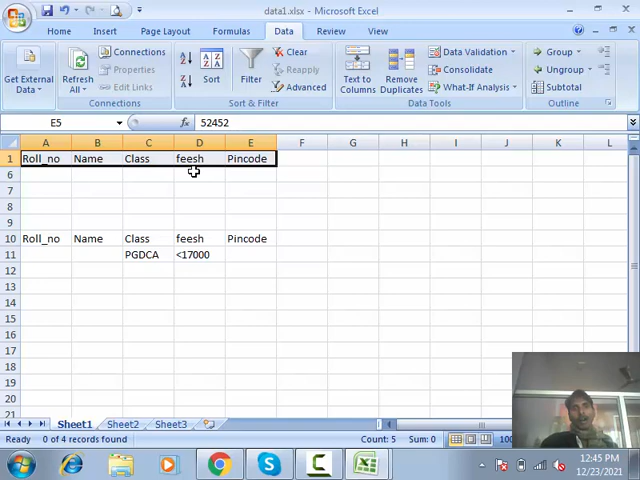 data1.xlsx - Microsoft Excel
Home Insert Page Layout Formulas Data Review View
Get External Data
Refresh All
Connections
Properties
Edit Links
Connections
Sort
Filter
Clear
Reapply
Advanced
Sort & Filter
Text to Columns
Remove Duplicates
Data Validation
Consolidate
What-If Analysis
Data Tools
Group
Ungroup
Subtotal
Outline
E5 fx 52452
A B C D E F G H I J K L
1 Roll_no Name Class feesh Pincode
6
7
8
9
10 Roll_no Name Class feesh Pincode
11 PGDCA <17000
12
13
14
15
16
17
18
19
20
21
Sheet1 Sheet2 Sheet3
Ready 0 of 4 records found Count: 5 Sum: 0 100
12:45 PM
12/23/2021